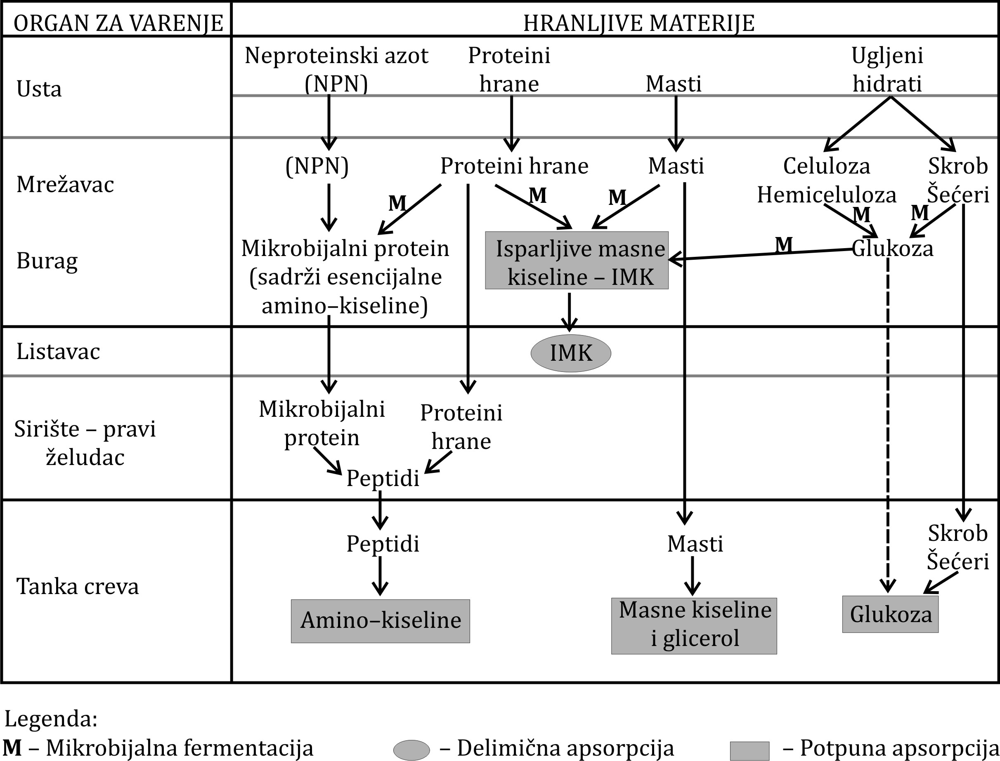 ORGAN ZA VARENJE
HRANLJIVE MATERIJE
Usta
Neproteinski azot
(NPN)
Proteini
hrane
Masti
Ugljeni
hidrati
Mrežavac
Burag
(NPN)
Proteini hrane
Masti
Celuloza
Hemiceluloza
Skrob
Šećeri
M
M
M
M
M
Mikrobijalni protein
(sadrži esencijalne
amino–kiseline)
Isparljive masne
kiseline – IMK
M
Glukoza
Listavac
IMK
Sirište – pravi
želudac
Mikrobijalni
protein
Proteini
hrane
Peptidi
Tanka creva
Peptidi
Masti
Skrob
Šećeri
Amino–kiseline
Masne kiseline
i glicerol
Glukoza
Legenda:
M – Mikrobijalna fermentacija
– Delimična apsorpcija
– Potpuna apsorpcija